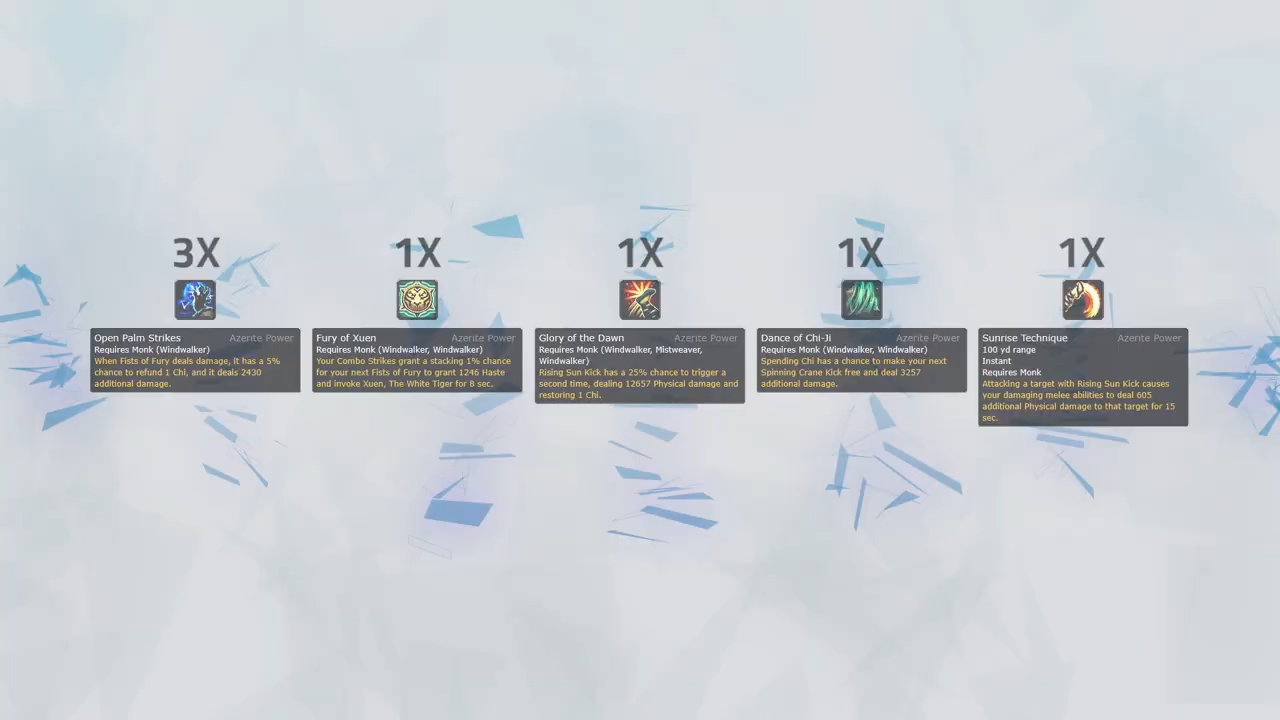 3X
1X
1X
1X
1X
Open Palm Strikes Azerite Power
Requires Monk (Windwalker)
When Fists of Fury deals damage, it has a 5%
chance to refund 1 Chi, and it deals 2430
additional damage.
Fury of Xuen Azerite Power
Requires Monk (Windwalker, Windwalker)
Your Combo Strikes grant a stacking 1% chance
for your next Fists of Fury to grant 1246 Haste
and invoke Xuen, The White Tiger for 8 sec.
Glory of the Dawn Azerite Power
Requires Monk (Windwalker, Mistweaver,
Windwalker)
Rising Sun Kick has a 25% chance to trigger a
second time, dealing 12657 Physical damage and
restoring 1 Chi.
Dance of Chi-Ji Azerite Power
Requires Monk (Windwalker, Windwalker)
Spending Chi has a chance to make your next
Spinning Crane Kick free and deal 3257
additional damage.
Sunrise Technique Azerite Power
100 yd range
Instant
Requires Monk
Attacking a target with Rising Sun Kick causes
your damaging melee abilities to deal 605
additional Physical damage to that target for 15
sec.